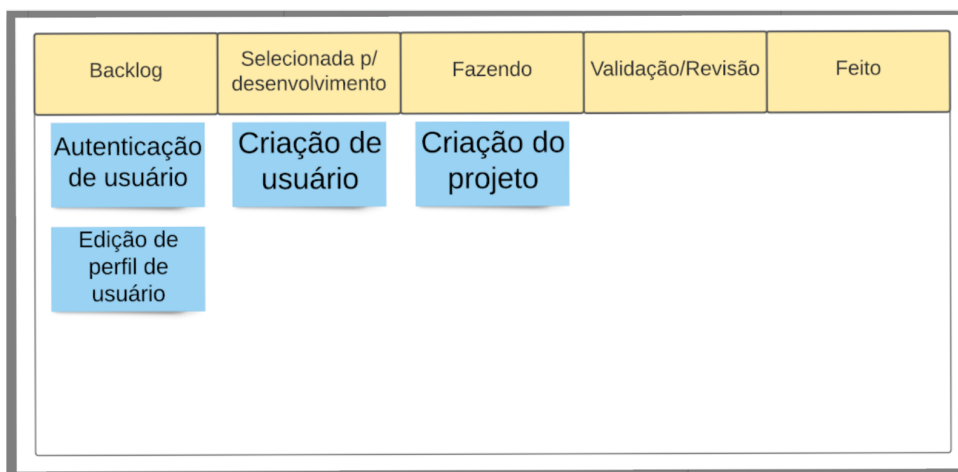 Backlog
Selecionada p/
desenvolvimento
Fazendo
Validação/Revisão
Feito
Autenticação
de usuário
Criação de
usuário
Criação do
projeto
Edição de
perfil de
usuário